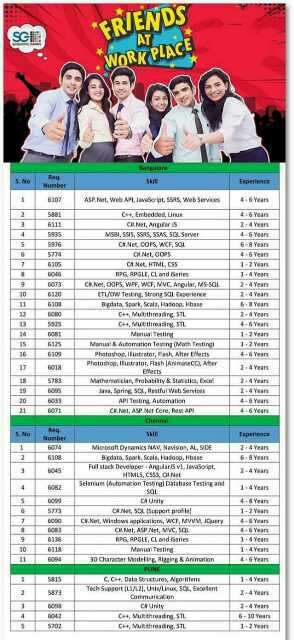 SG
SCIENTIFIC GAMES
FRIENDS
AT
WORK PLACE
Bangalore
S. No Req. Number Skill Experience
1 6107 ASP.Net, Web API, JavaScript, SSRS, Web Services 4 - 6 Years
2 5881 C++, Embedded, Linux 4 - 6 Years
3 6111 C#.Net, Angular JS 2 - 4 Years
4 5935 MSBI, SSIS, SSRS, SSAS, SQL Server 4 - 6 Years
5 5976 C#.Net, OOPS, WCF, SQL 6 - 8 Years
6 5774 C#.Net, OOPS 4 - 6 Years
7 6105 C#.Net, HTML, CSS 1 - 2 Years
8 6046 RPG, RPGLE, CL and iSeries 1 - 4 Years
9 6073 C#.Net, OOPS, WPF, WCF, MVC, Angular, MS-SQL 2 - 4 Years
10 6120 ETL/DW Testing, Strong SQL Experience 2 - 4 Years
11 6108 Bigdata, Spark, Scala, Hadoop, Hbase 6 - 8 Years
12 6080 C++, Multithreading, STL 2 - 4 Years
13 5925 C++, Multithreading, STL 4 - 6 Years
14 6081 Manual Testing 1 - 2 Years
15 6125 Manual & Automation Testing (Math Testing) 1 - 2 Years
16 6109 Photoshop, Illustrator, Flash, After Effects 4 - 6 Years
17 6018 Photoshop, Illustrator, Flash (AnimaseCC), After Effects 2 - 4 Years
18 5783 Mathematician, Probability & Statistics, Excel 2 - 4 Years
19 6095 Java, Spring, SQL, Restful Web Services 2 - 4 Years
20 6033 API Testing, Automation 4 - 6 Years
21 6071 C#.Net, ASP.Net Core, Rest API 4 - 6 Years
Chennai
S. No Req. Number Skill Experience
1 6074 Microsoft Dynamics NAV, Navision, AL, SIDE 2 - 4 Years
2 6108 Bigdata, Spark, Scala, Hadoop, Hbase 6 - 8 Years
3 6045 Full stack Developer - AngularJS v1, JavaScript, HTML5, CSS3, C#.Net 2 - 4 Years
4 6082 Selenium (Automation Testing) Database Testing and SQL 1 - 4 Years
5 6099 C# Unity 4 - 8 Years
6 5773 C#.Net, SQL (Support profile) 1 - 2 Years
7 6090 C#.Net, Windows applications, WCF, MVVM, JQuery 4 - 6 Years
8 6083 C#.Net, ASP.Net, MVC, SQL 4 - 6 Years
9 6136 RPG, RPGLE, CL and iSeries 1 - 4 Years
10 6118 Manual Testing 1 - 4 Years
11 6094 3D Character Modelling, Rigging & Animation 4 - 6 Years
PUNE
1 5815 C, C++, Data Structures, Algorithms 1 - 4 Years
2 5873 Tech Support (L1/L2), Unix/Linux, SQL, Excellent Communication 2 - 4 Years
3 6098 C# Unity 2 - 4 Years
4 6042 C++, Multithreading, STL 6 - 10 Years
5 5702 C++, Multithreading, STL 1 - 2 Years